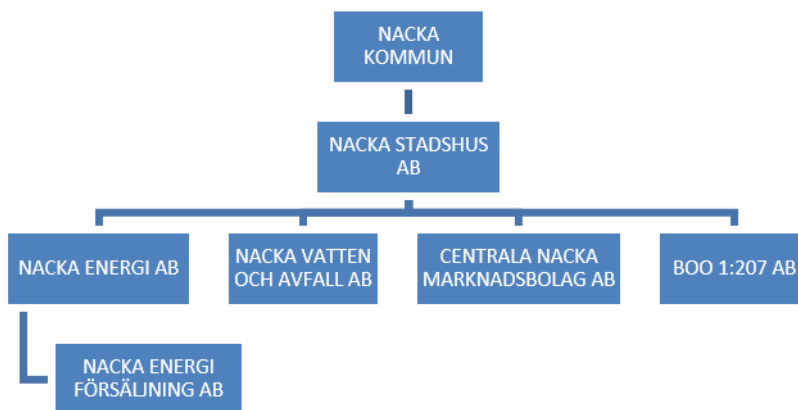 NACKA
KOMMUN
NACKA STADSHUS
AB
NACKA ENERGI AB
NACKA VATTEN
OCH AVFALL AB
CENTRALA NACKA
MARKNADSBOLAG AB
BOO 1:207 AB
NACKA ENERGI
FÖRSÄLJNING AB